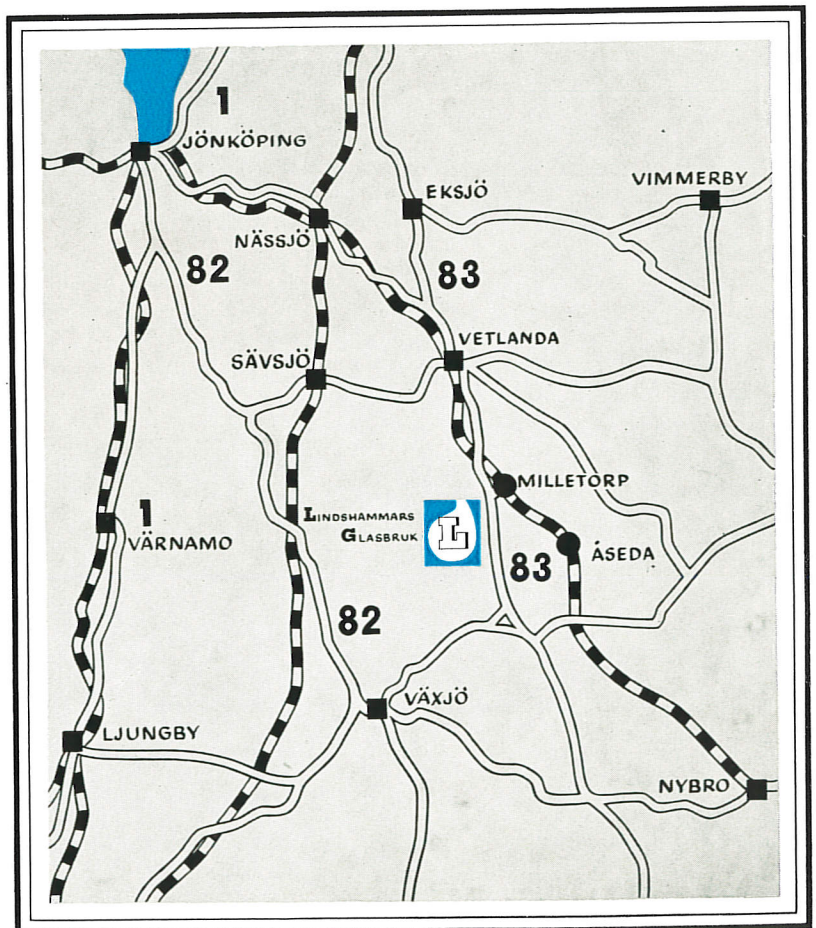 1
JÖNKÖPING
EKSJÖ
VIMMERBY
NÄSSJÖ
82
83
VETLANDA
SÄVSJÖ
MILLETORP
1
VÄRNAMO
LINDSHAMMARS
GLASBRUK
L
83
ÅSEDA
82
VÄXJÖ
LJUNGBY
NYBRO